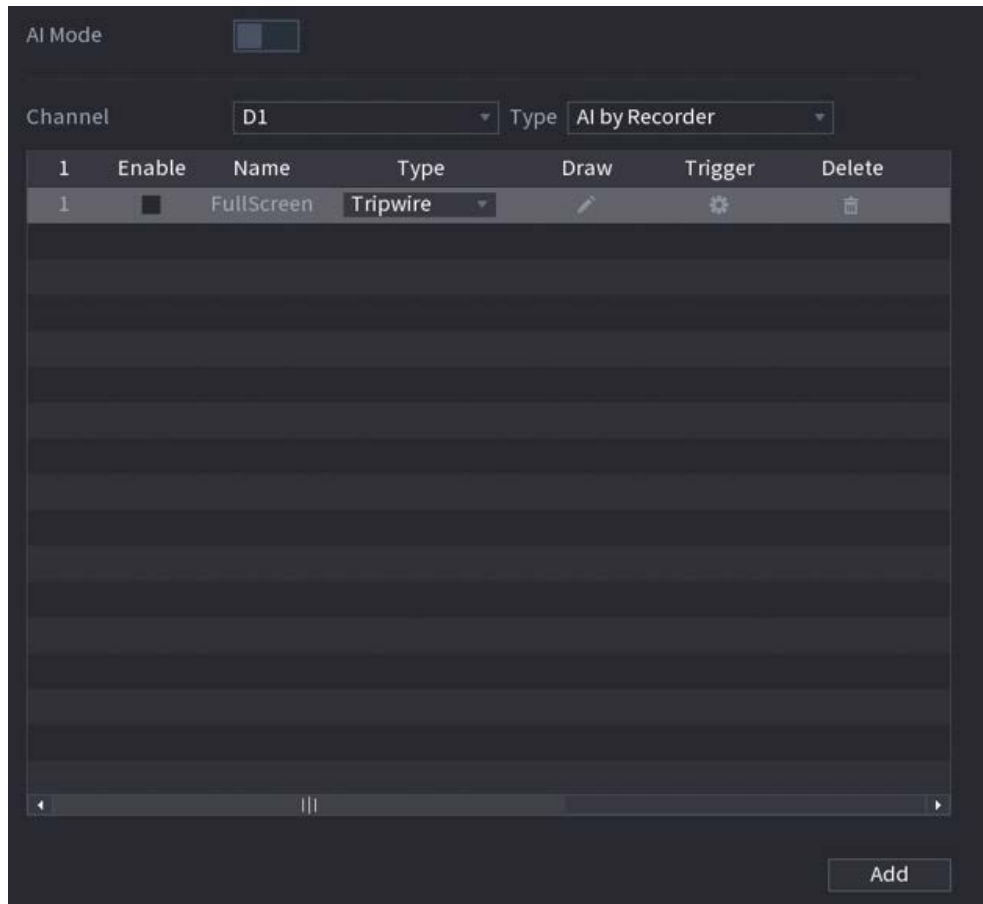 AI Mode
Channel D1 Type AI by Recorder
1 Enable Name Type Draw Trigger Delete
1 FullScreen Tripwire
Add